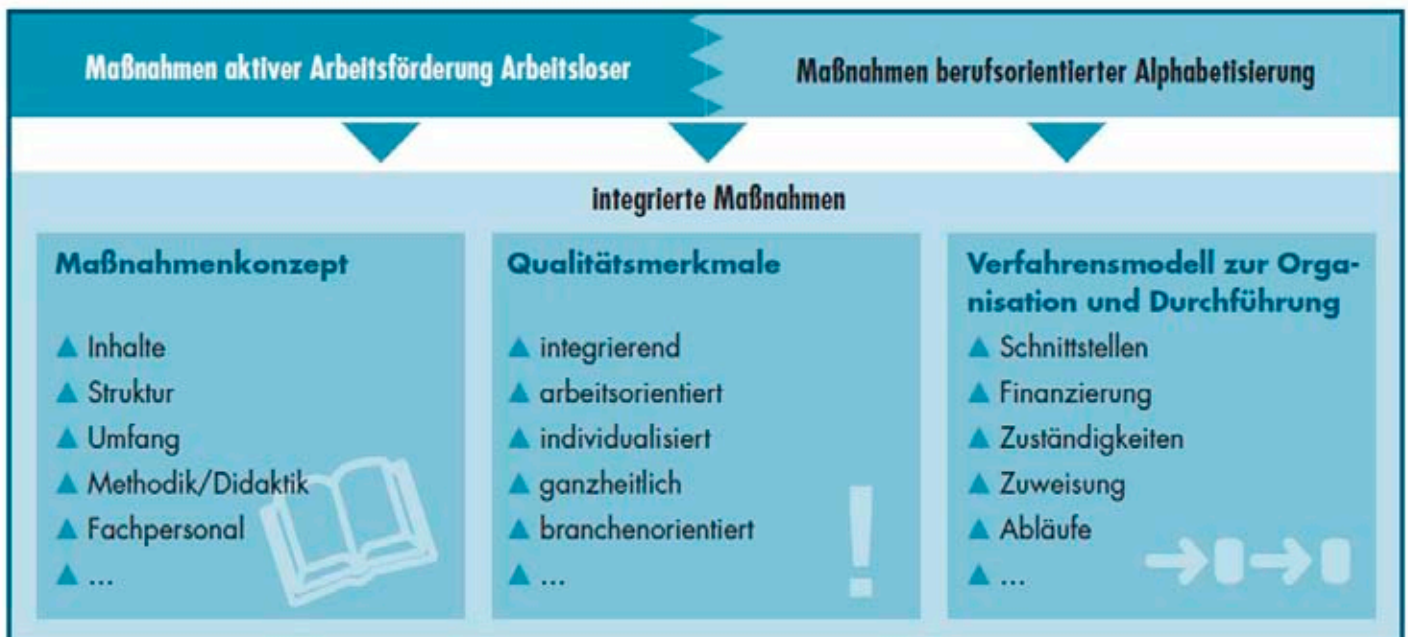 Maßnahmen aktiver Arbeitsförderung Arbeitsloser
Maßnahmen berufsorientierter Alphabetisierung
integrierte Maßnahmen
Maßnahmenkonzept
▲ Inhalte
▲ Struktur
▲ Umfang
▲ Methodik/Didaktik
▲ Fachpersonal
▲ ...
Qualitätsmerkmale
▲ integrierend
▲ arbeitsorientiert
▲ individualisiert
▲ ganzheitlich
▲ branchenorientiert
▲ ...
!
Verfahrensmodell zur Orga-
nisation und Durchführung
▲ Schnittstellen
▲ Finanzierung
▲ Zuständigkeiten
▲ Zuweisung
▲ Abläufe
▲ ...